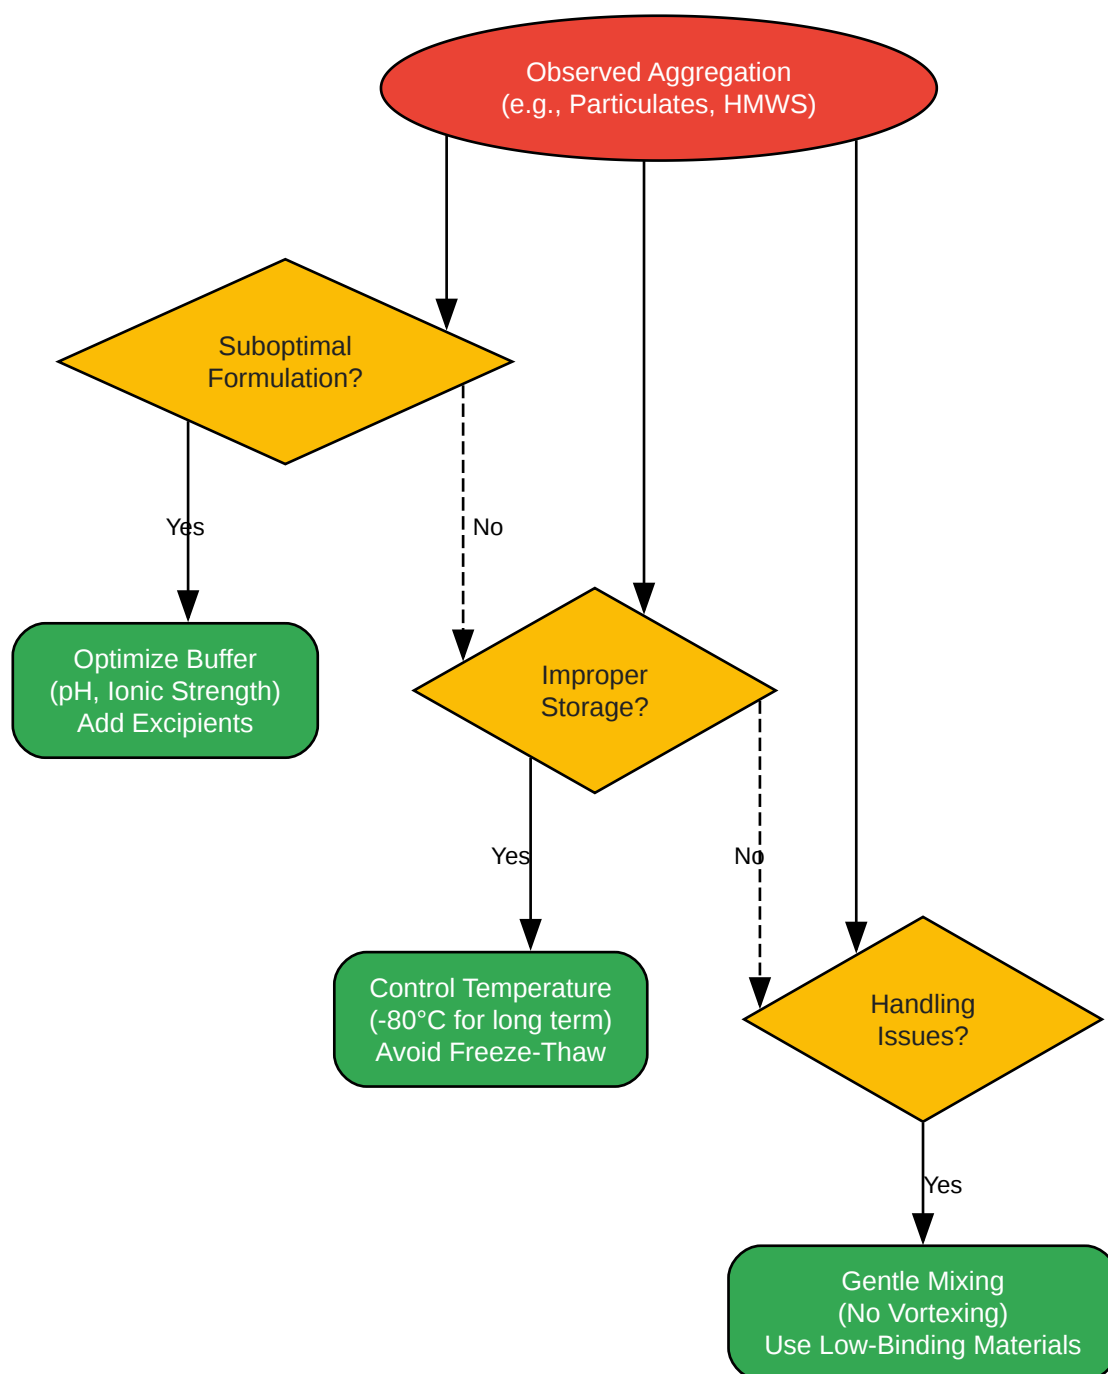 Observed Aggregation
(e.g., Particulates, HMWS)
Suboptimal
Formulation?
Yes
No
Optimize Buffer
(pH, Ionic Strength)
Add Excipients
Improper
Storage?
Yes
No
Control Temperature
(-80°C for long term)
Avoid Freeze-Thaw
Handling
Issues?
Yes
Gentle Mixing
(No Vortexing)
Use Low-Binding Materials